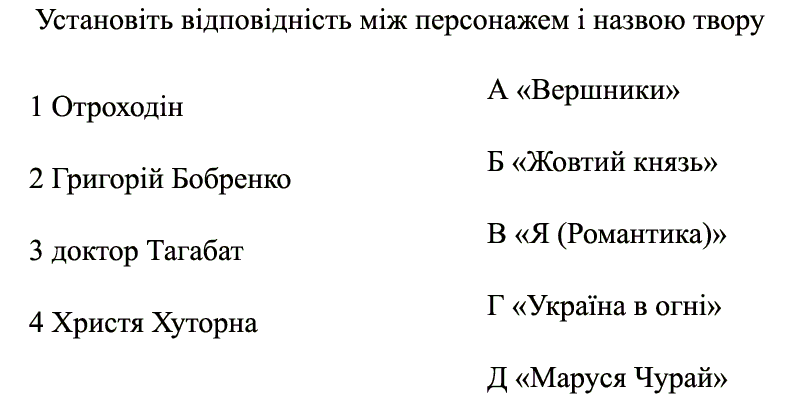 Установіть відповідність між персонажем і назвою твору
1 Отроходін
2 Григорій Бобренко
3 доктор Тагабат
4 Христя Хуторна
А «Вершники»
Б «Жовтий князь»
В «Я (Романтика)»
Г «Україна в огні»
Д «Маруся Чурай»